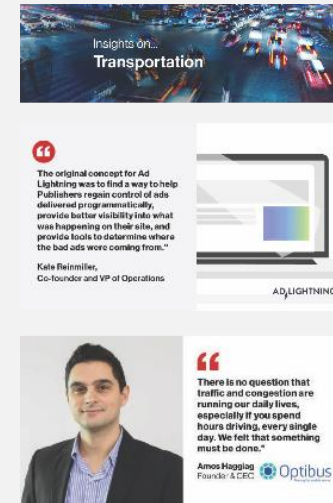 Insights on...
Transportation
The original concept for Ad
Lightning was to find a way to help
Publishers regain control of ads
delivered programmatically,
provide better visibility into what
was happening on their site, and
provide tools to determine where
the bad ads were coming from."
Kate Reinmiller,
Co-founder and VP of Operations
AD LIGHTNING
There is no question that
traffic and congestion are
running our daily lives,
especially if you spend
hours driving, every single
day. We felt that something
must be done."
Amos Haggiag
Founder & CEO
Optibus